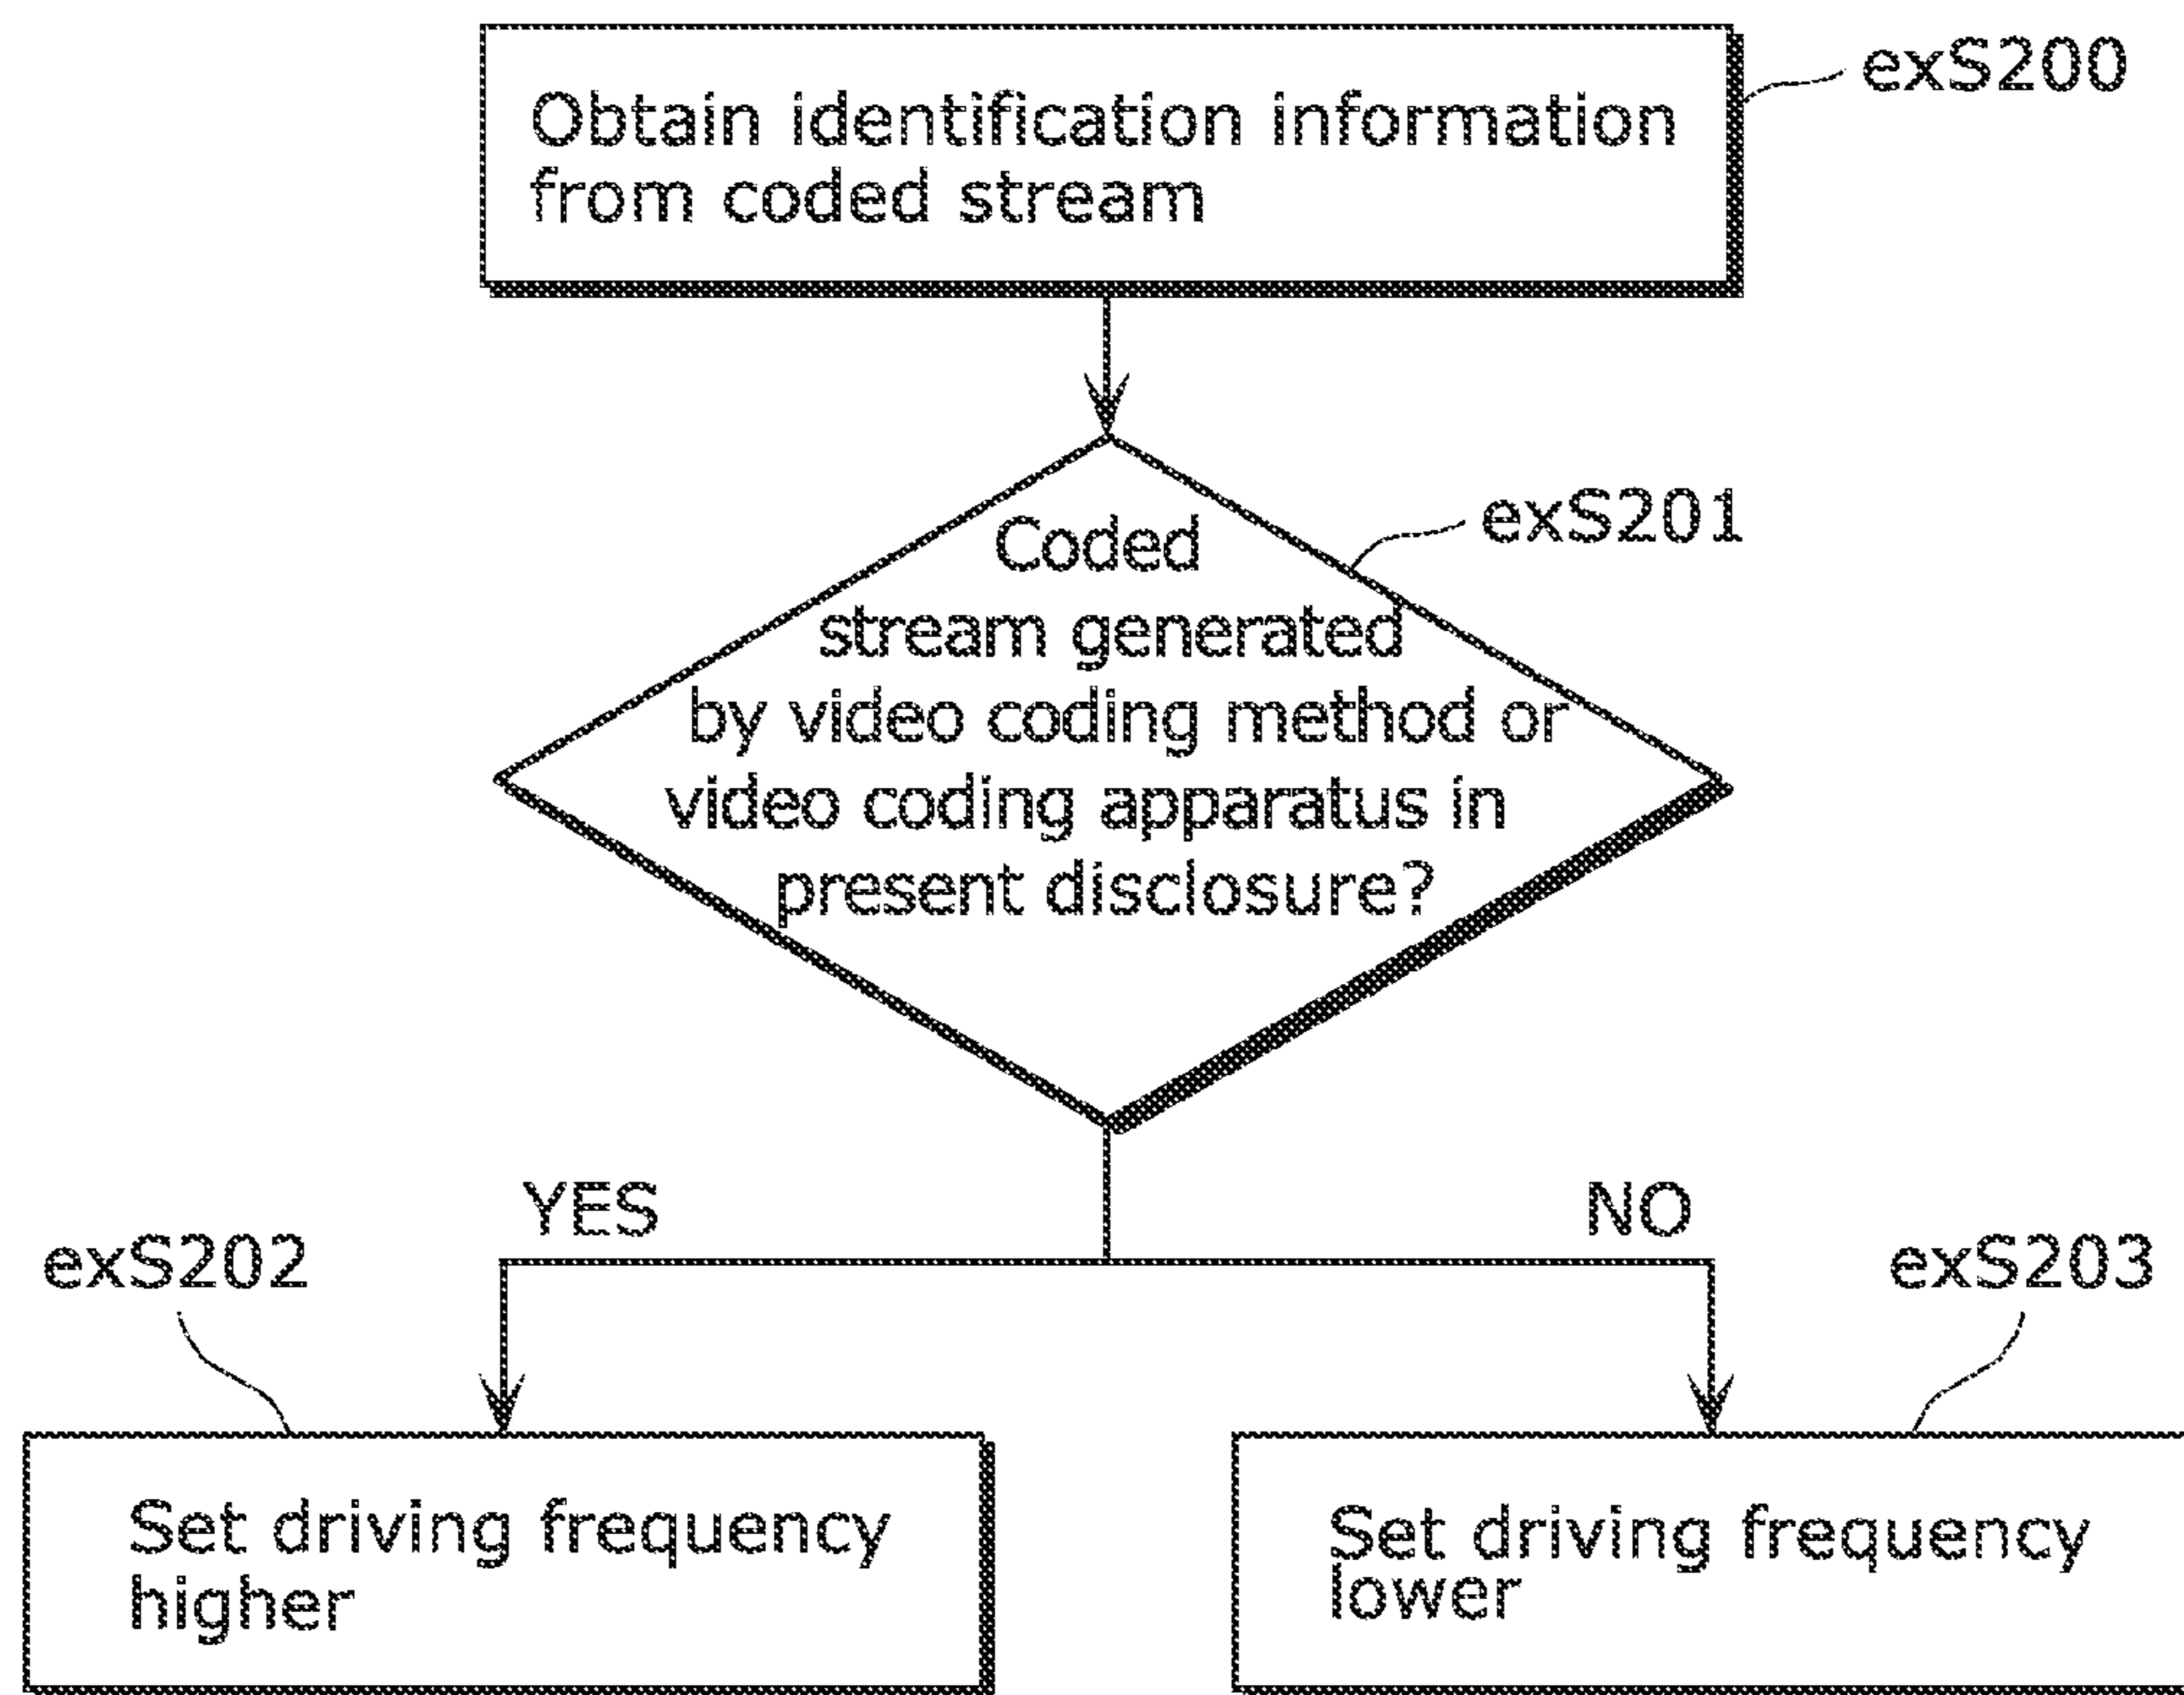 exS200
Obtain identification information
from coded stream
exS201
Coded
stream generated
by video coding method or
video coding apparatus in
present disclosure?
YES
NO
exS202
exS203
Set driving frequency
higher
Set driving frequency
lower